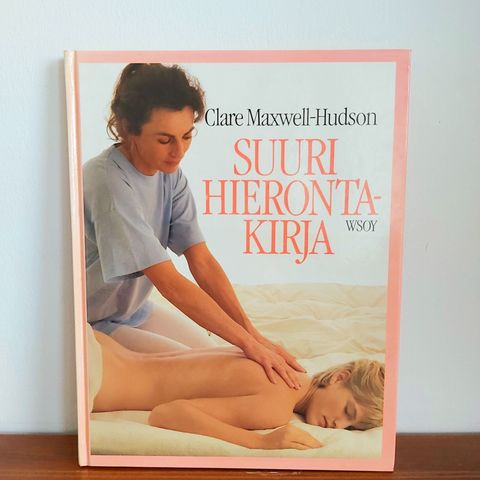 Clare Maxwell-Hudson
SUURI
HIERONTA-
KIRJA
WSOY